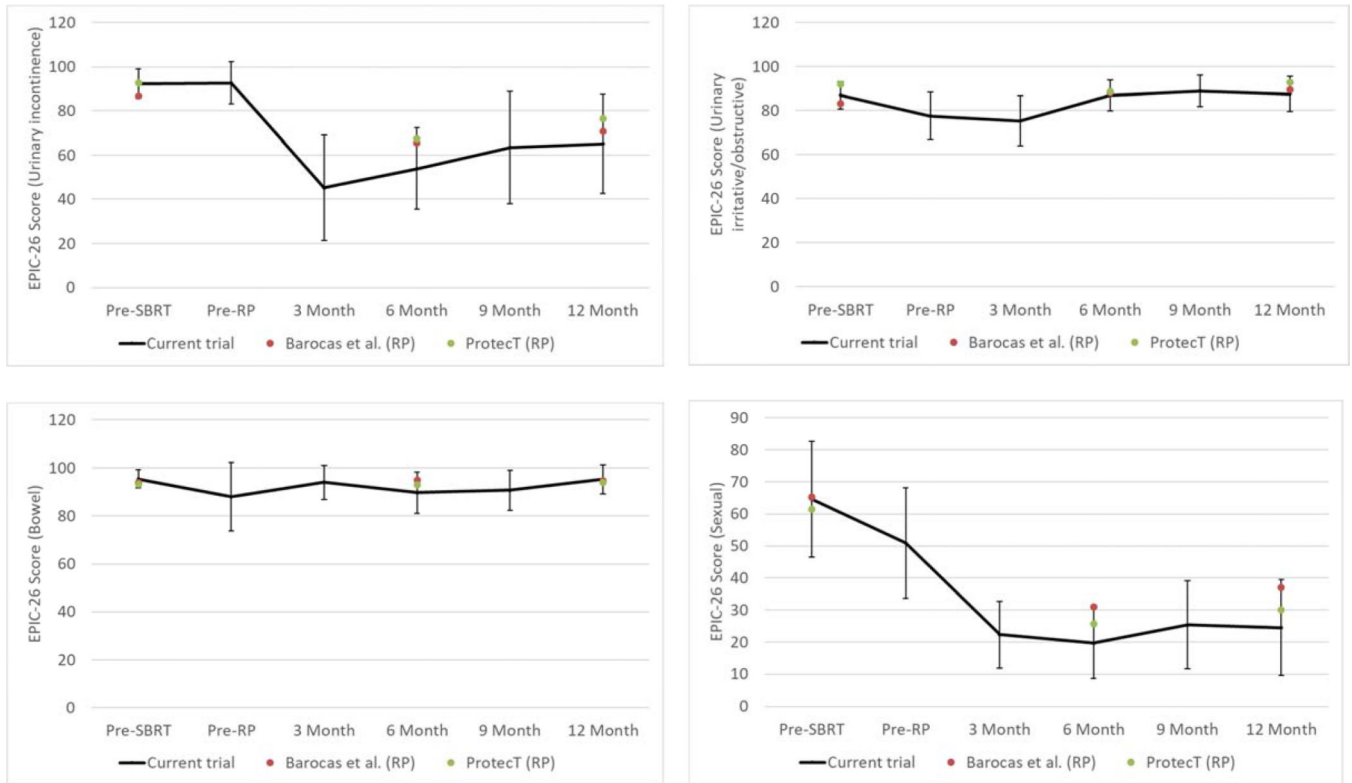 EPIC-26 Score (Urinary incontinence)
120
100
80
60
40
20
0
Pre-SBRT Pre-RP 3 Month 6 Month 9 Month 12 Month
Current trial Barocas et al. (RP) ProtecT (RP)
EPIC-26 Score (Urinary
irritative/obstructive)
120
100
80
60
40
20
0
Pre-SBRT Pre-RP 3 Month 6 Month 9 Month 12 Month
Current trial Barocas et al. (RP) ProtecT (RP)
EPIC-26 Score (Bowel)
120
100
80
60
40
20
0
Pre-SBRT Pre-RP 3 Month 6 Month 9 Month 12 Month
Current trial Barocas et al. (RP) ProtecT (RP)
EPIC-26 Score (Sexual)
90
80
70
60
50
40
30
20
10
0
Pre-SBRT Pre-RP 3 Month 6 Month 9 Month 12 Month
Current trial Barocas et al. (RP) ProtecT (RP)